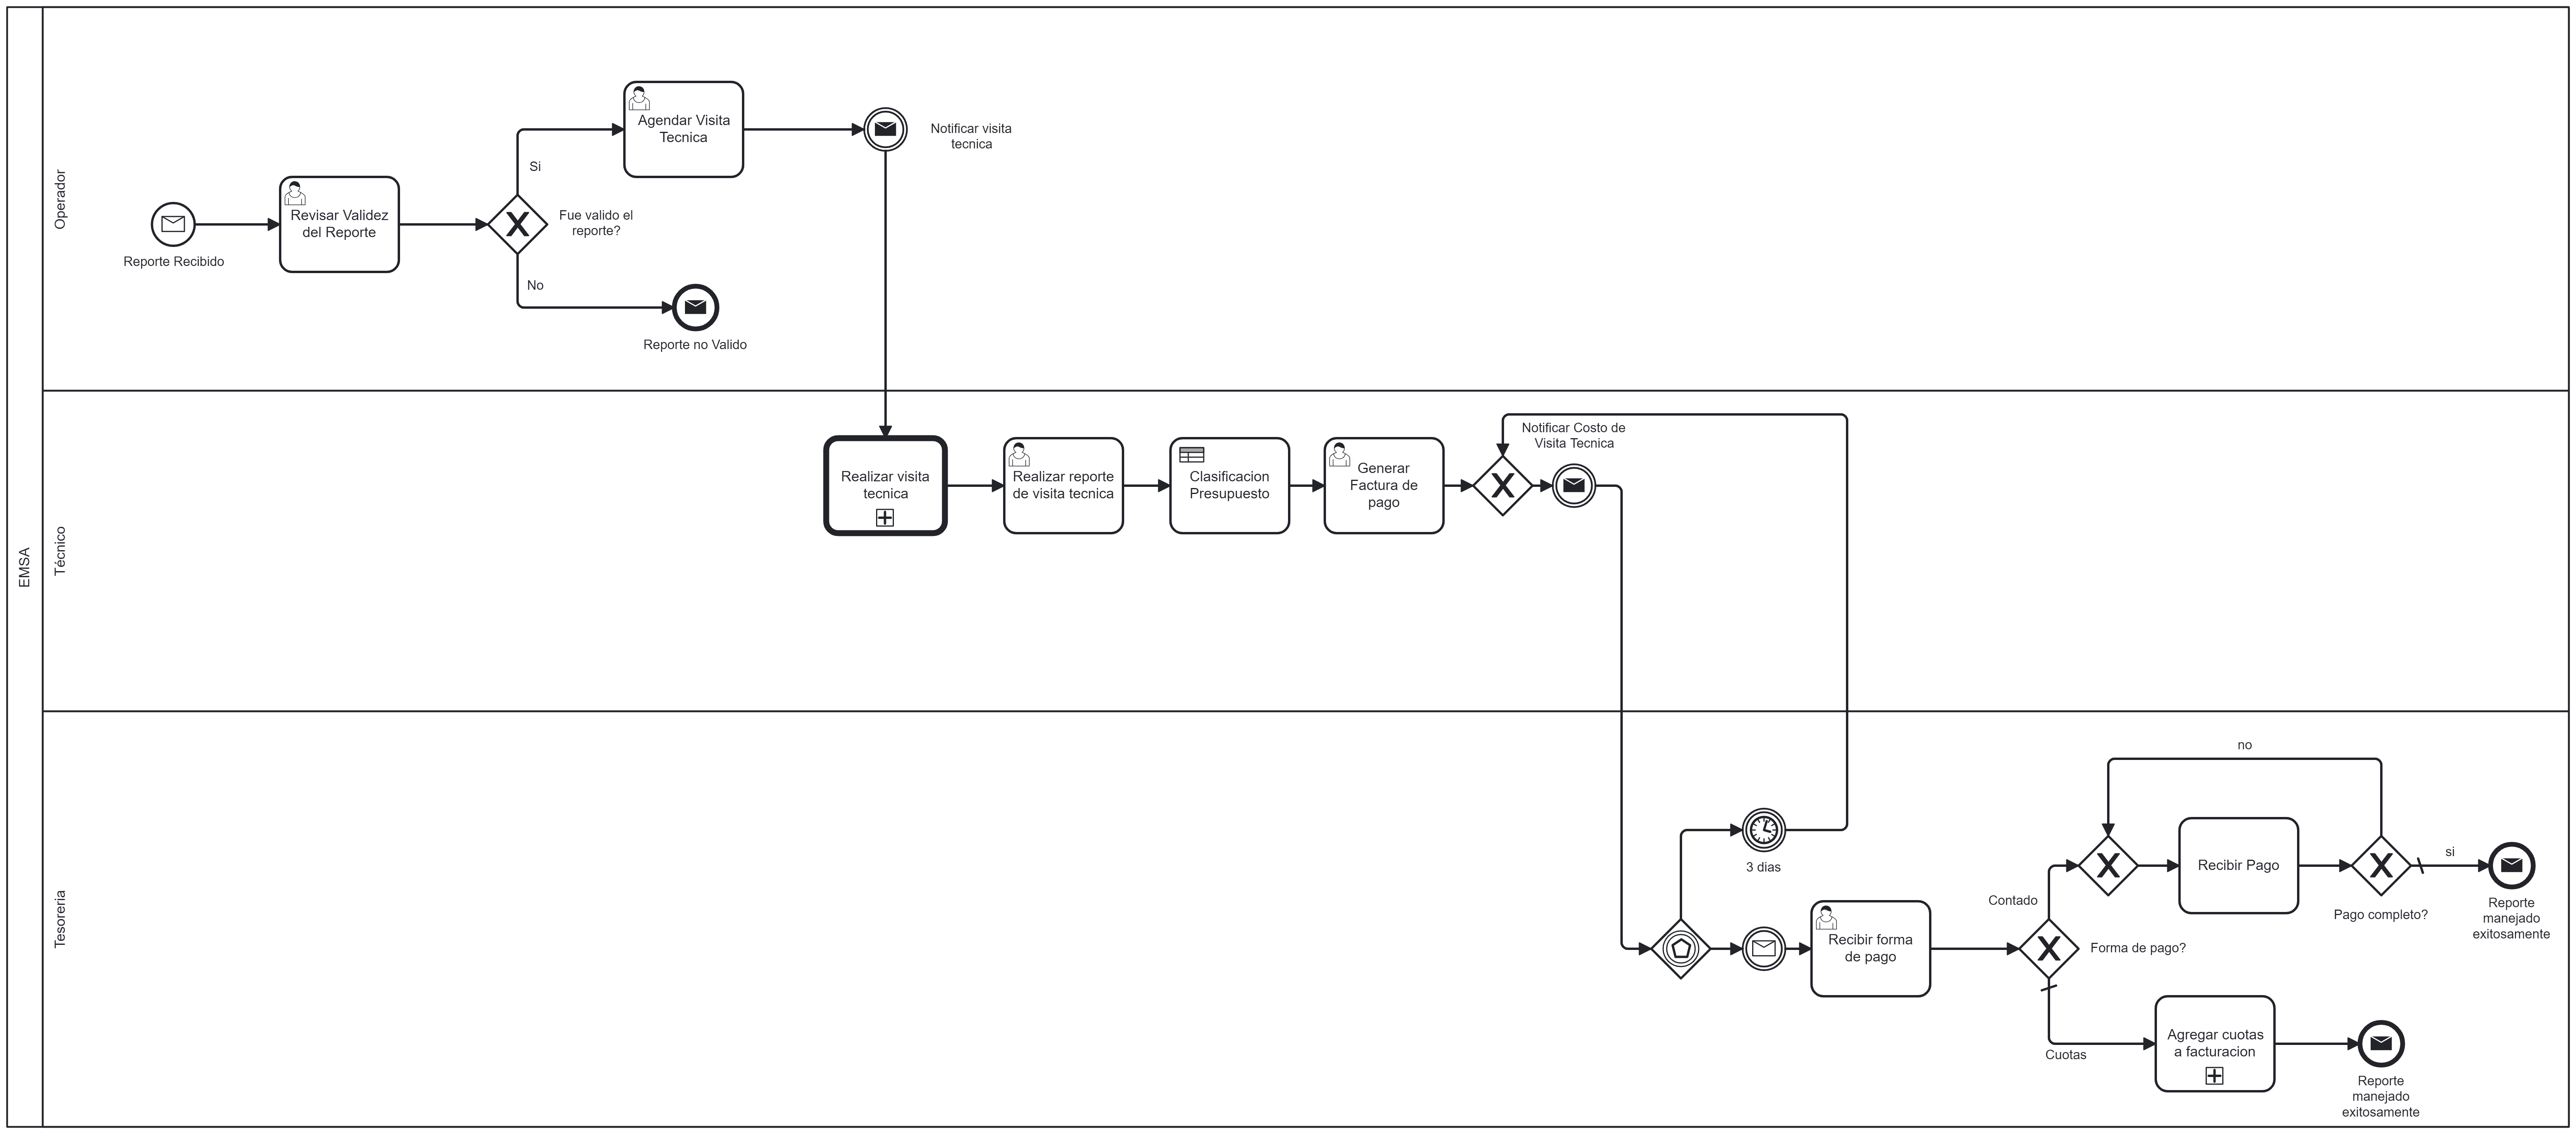 EMSA
Operador
Reporte Recibido
Revisar Validez
del Reporte
Fue valido el
reporte?
Si
No
Agendar Visita
Tecnica
Notificar visita
tecnica
Reporte no Valido
Técnico
Realizar visita
tecnica
Realizar reporte
de visita tecnica
Clasificacion
Presupuesto
Generar
Factura de
pago
Notificar Costo de
Visita Tecnica
Tesoreria
3 dias
Recibir forma
de pago
Forma de pago?
Contado
Cuotas
Recibir Pago
no
Pago completo?
si
Reporte
manejado
exitosamente
Agregar cuotas
a facturacion
Reporte
manejado
exitosamente